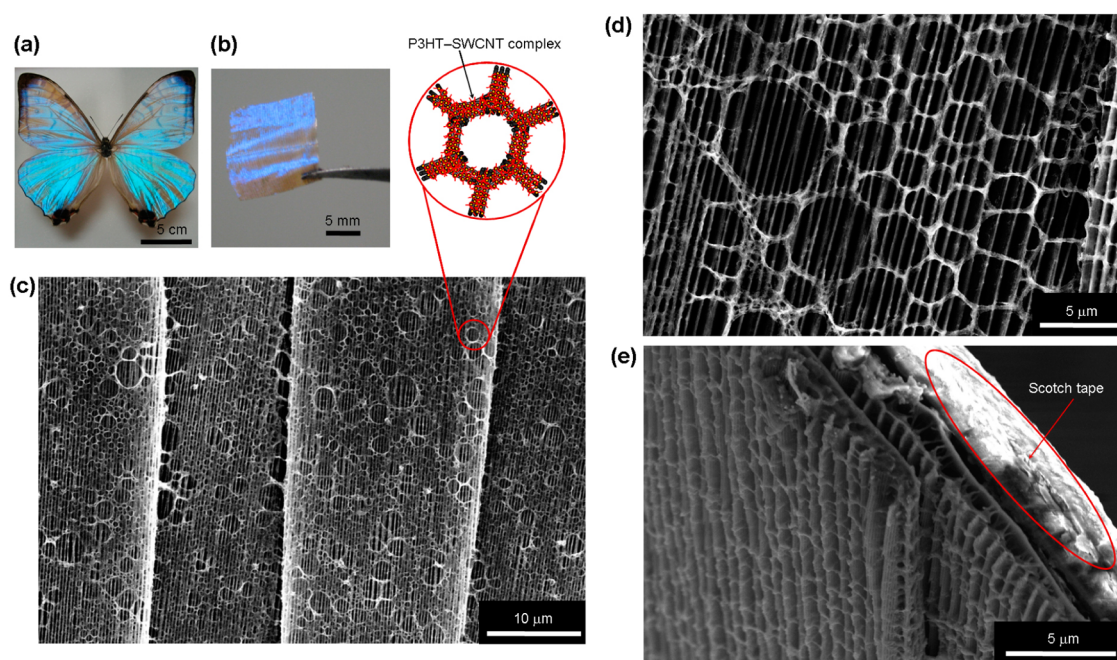 (a)
(b)
P3HT–SWCNT complex
(d)
5 cm
5 mm
(c)
5 μm
(e)
Scotch tape
10 μm
5 μm